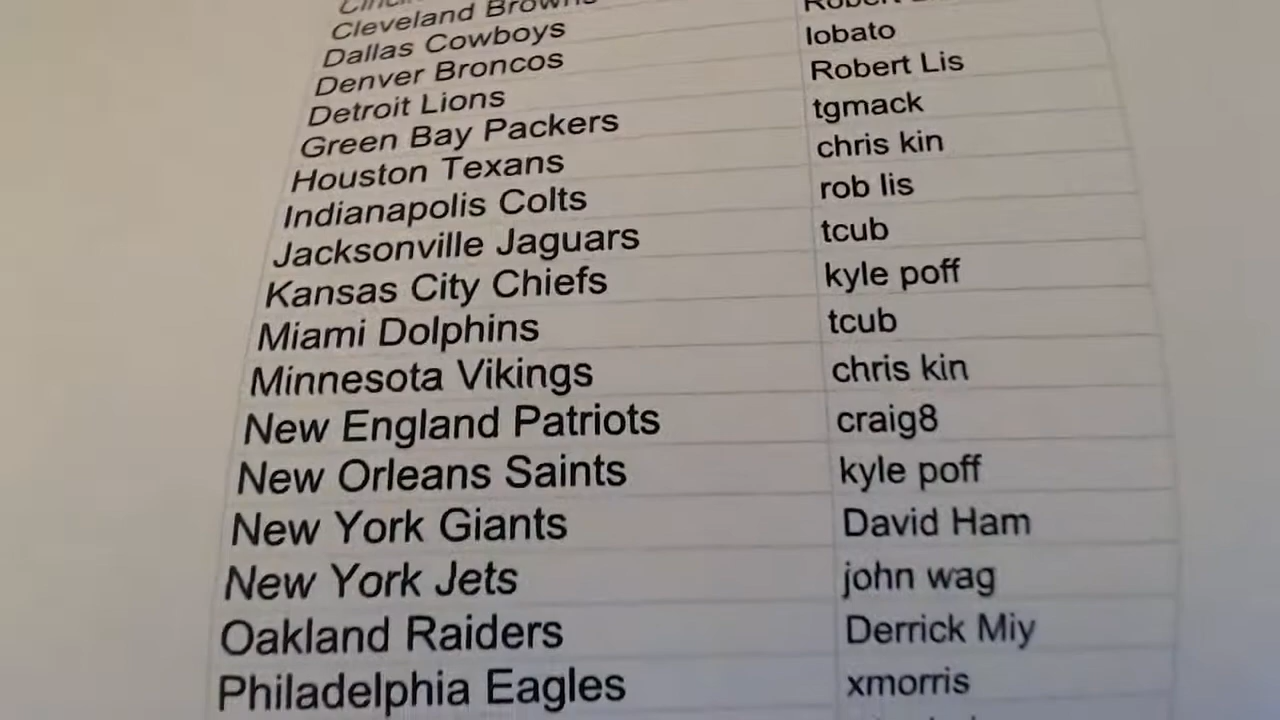 Cleveland Browns
Dallas Cowboys Robert
Denver Broncos lobato
Detroit Lions Robert Lis
Green Bay Packers tgmack
Houston Texans chris kin
Indianapolis Colts rob lis
Jacksonville Jaguars tcub
Kansas City Chiefs kyle poff
Miami Dolphins tcub
Minnesota Vikings chris kin
New England Patriots craig8
New Orleans Saints kyle poff
New York Giants David Ham
New York Jets john wag
Oakland Raiders Derrick Miy
Philadelphia Eagles xmorris